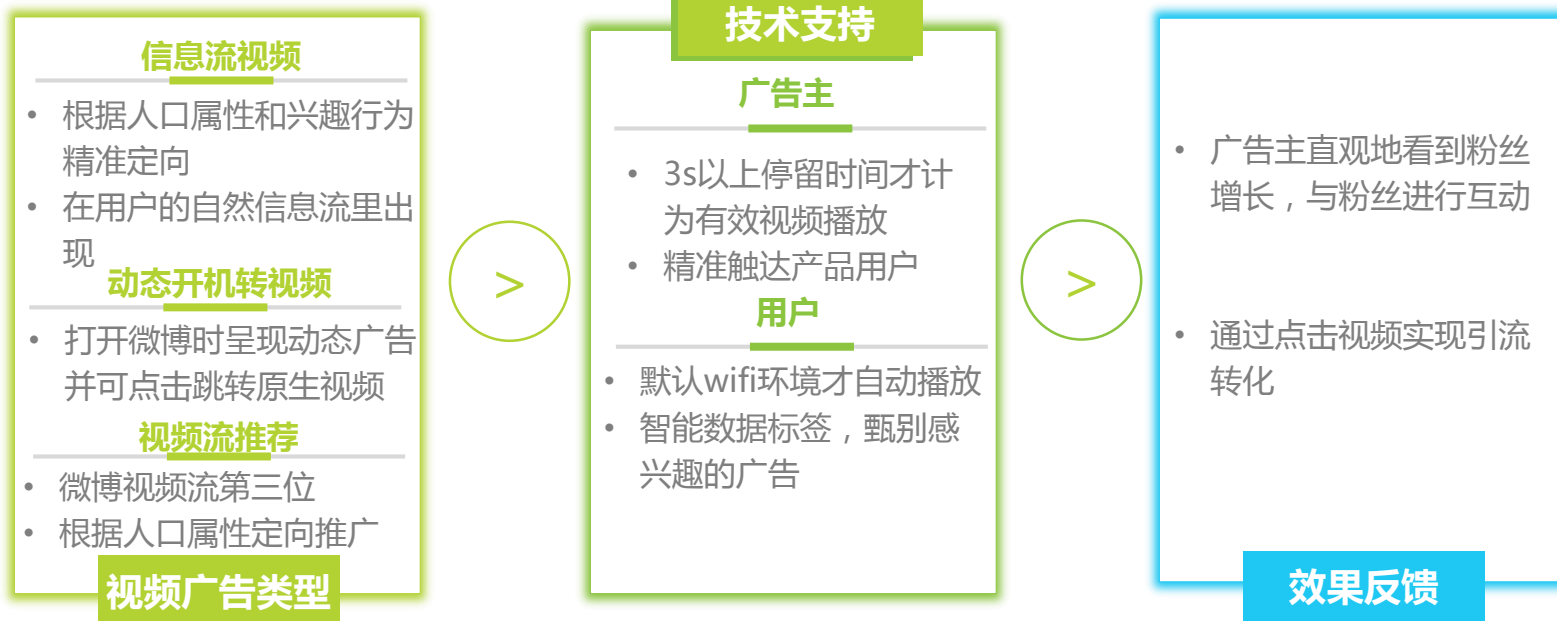 信息流视频
• 根据人口属性和兴趣行为
精准定向
• 在用户的自然信息流里出
现
动态开机转视频
• 打开微博时呈现动态广告
并可点击跳转原生视频
视频流推荐
• 微博视频流第三位
• 根据人口属性定向推广
视频广告类型
>
技术支持
广告主
• 3s以上停留时间才计
为有效视频播放
• 精准触达产品用户
用户
• 默认wifi环境才自动播放
• 智能数据标签，甄别感
兴趣的广告
>
• 广告主直观地看到粉丝
增长，与粉丝进行互动
• 通过点击视频实现引流
转化
效果反馈